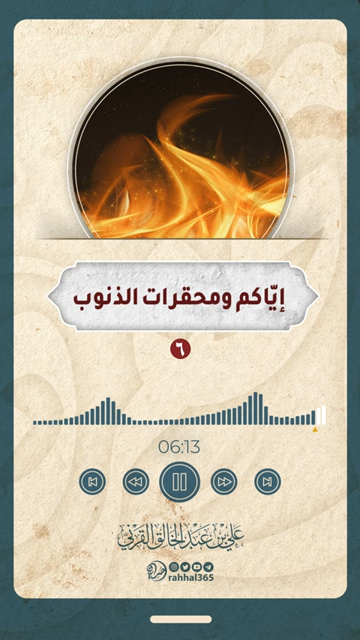 إيّاكم ومحقرات الذنوب
٦
06:13
علي بن عبد الخالق القرني
rahhal365